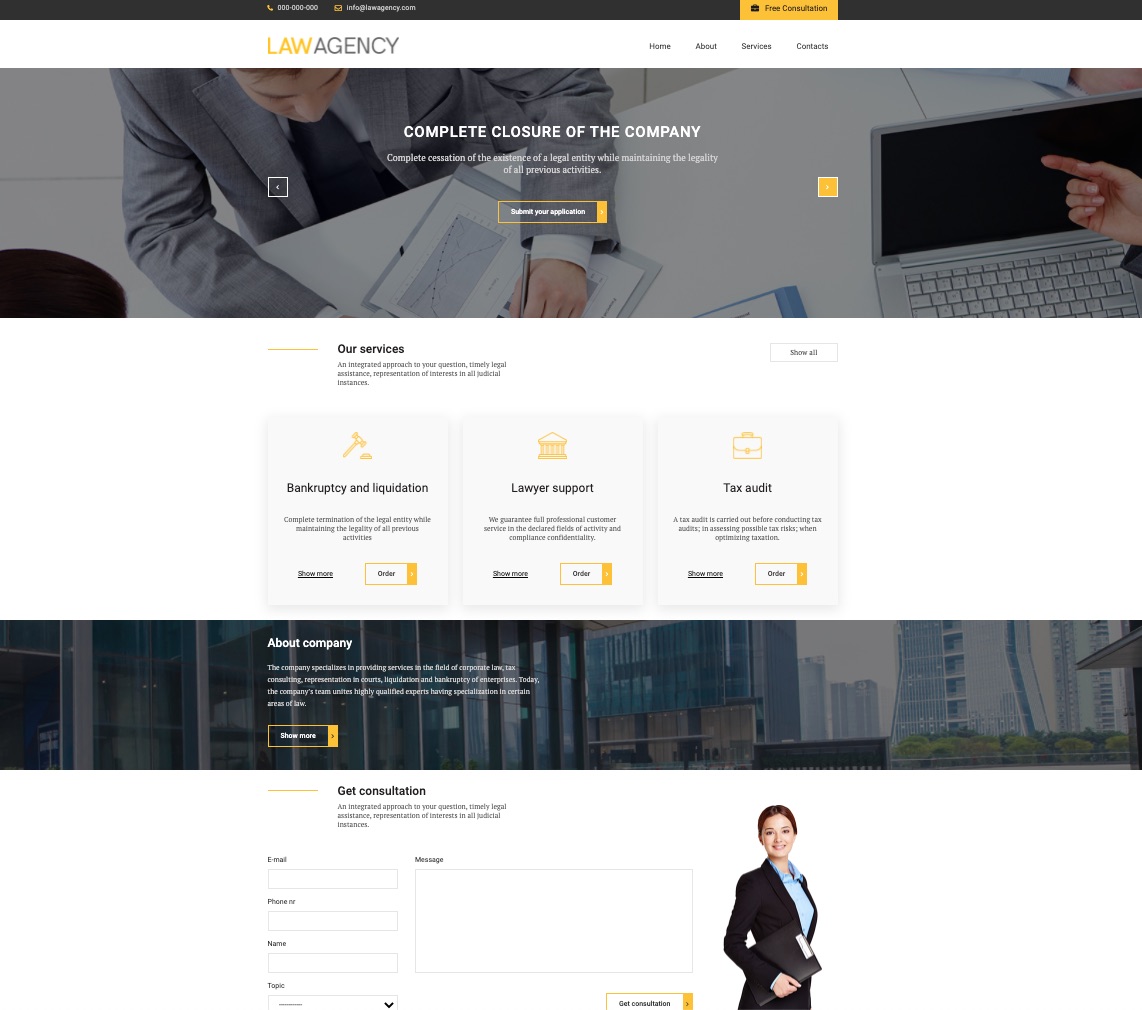 000-000-000 info@lawagency.com Free Consultation
LAWAGENCY Home About Services Contacts
COMPLETE CLOSURE OF THE COMPANY
Complete cessation of the existence of a legal entity while maintaining the legality
of all previous activities.
Submit your application
Our services
Show all
An integrated approach to your question, timely legal
assistance, representation of interests in all judicial
instances.
Bankruptcy and liquidation
Complete termination of the legal entity while
maintaining the legality of all previous
activities
Show more Order
Lawyer support
We guarantee full professional customer
service in the declared fields of activity and
compliance confidentiality.
Show more Order
Tax audit
A tax audit is carried out before conducting tax
audits; in assessing possible tax risks; when
optimizing taxation.
Show more Order
About company
The company specializes in providing services in the field of corporate law, tax
consulting, representation in courts, liquidation and bankruptcy of enterprises. Today,
the company's team unites highly qualified experts having specialization in certain
areas of law.
Show more
Get consultation
An integrated approach to your question, timely legal
assistance, representation of interests in all judicial
instances.
E-mail
Phone nr
Name
Topic
----------
Message
Get consultation